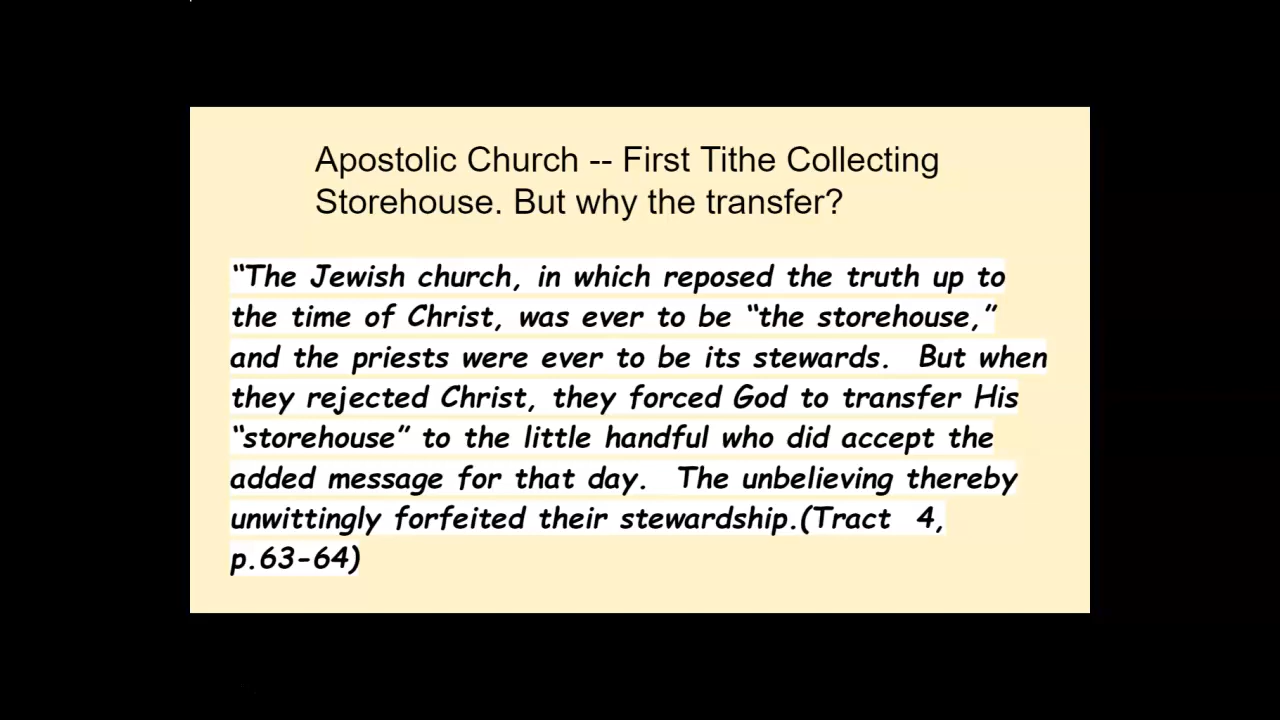 Apostolic Church -- First Tithe Collecting
Storehouse. But why the transfer?
“The Jewish church, in which reposed the truth up to
the time of Christ, was ever to be “the storehouse,”
and the priests were ever to be its stewards.  But when
they rejected Christ, they forced God to transfer His
“storehouse” to the little handful who did accept the
added message for that day.  The unbelieving thereby
unwittingly forfeited their stewardship.(Tract  4,
p.63-64)